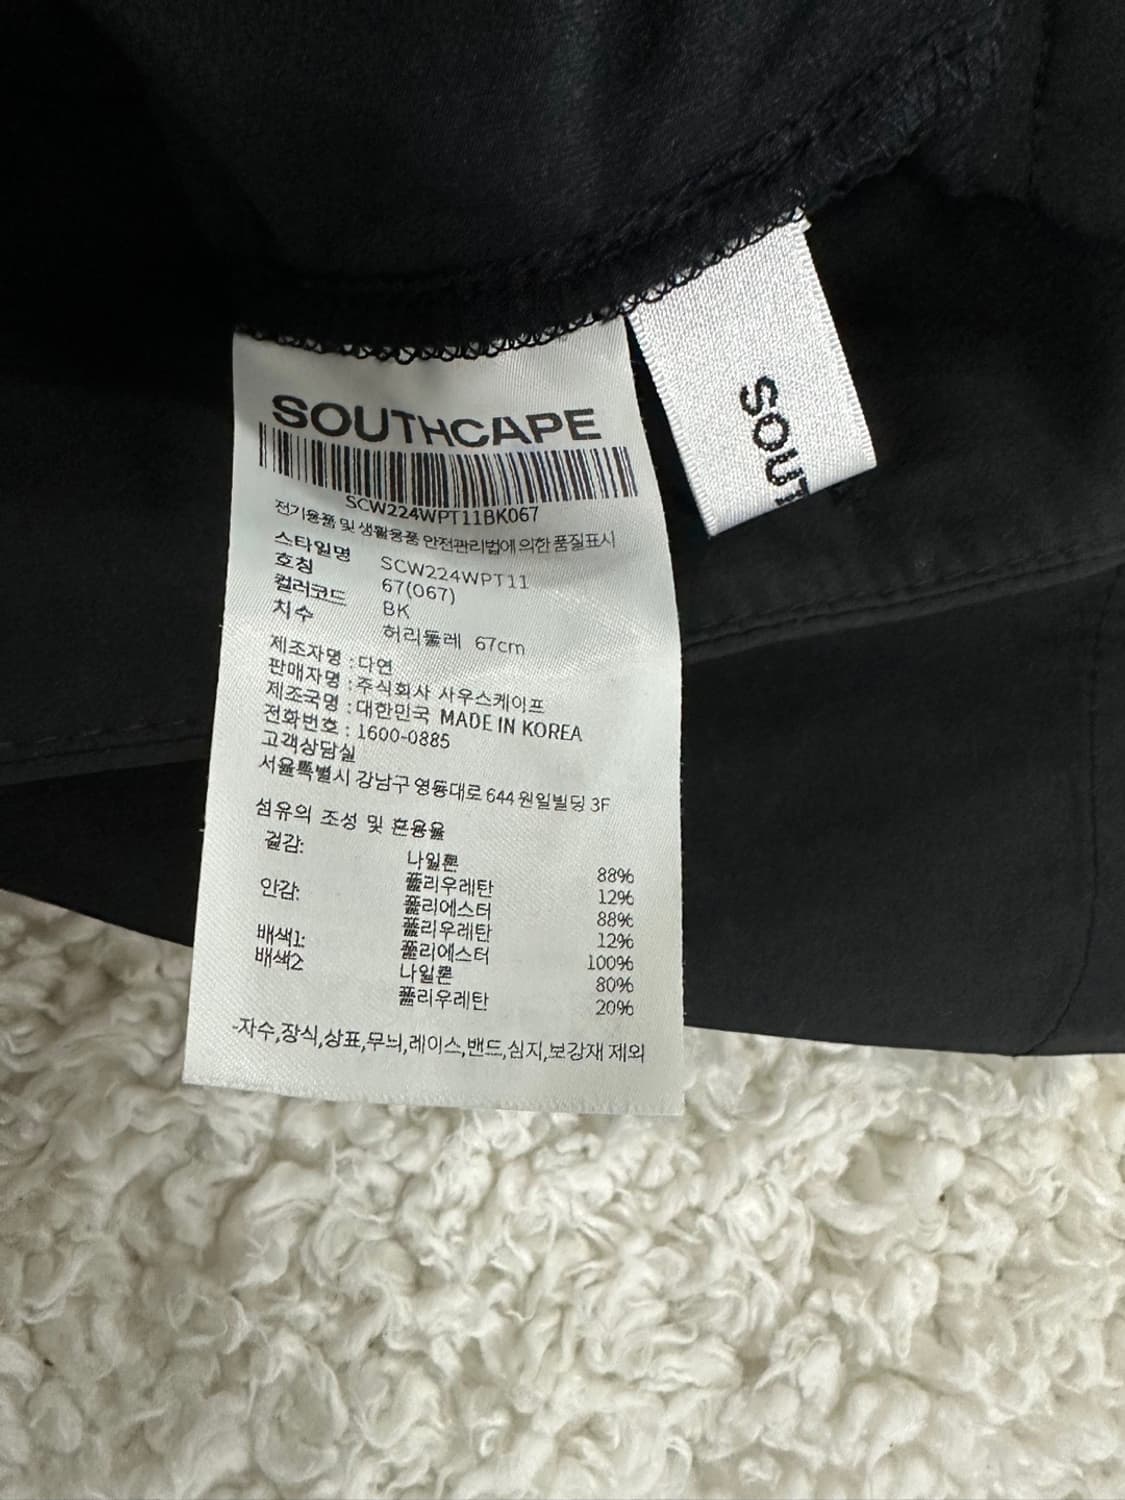 SOUTHCAPE
SCW224WPT11BK067
전기용품 및 생활용품 안전관리법에 의한 품질표시
스타일명 SCW224WPT11
호칭 67(067)
컬러코드 BK
치수 허리둘레 67cm
제조자명 : 다연
판매자명 : 주식회사 사우스케이프
제조국명 : 대한민국 MADE IN KOREA
전화번호 : 1600-0885
고객상담실
서울특별시 강남구 영동대로 644 원일빌딩 3F
섬유의 조성 및 혼용율
겉감: 나일론 88%
폴리우레탄 12%
안감: 폴리에스터 88%
폴리우레탄 12%
배색1: 폴리에스터 100%
배색2 나일론 80%
폴리우레탄 20%
-자수,장식,상표,무늬,레이스,밴드,심지,보강재 제외
SOUT